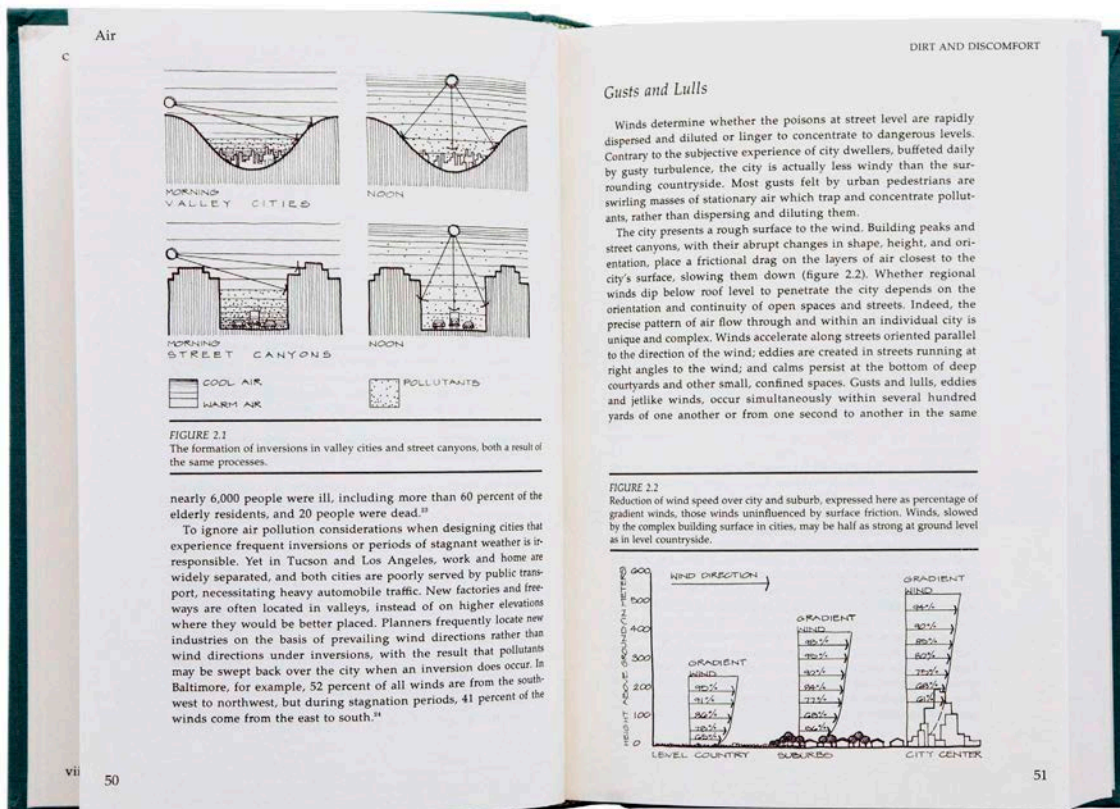 Air
MORNING
VALLEY CITIES
NOON
MORNING
STREET CANYONS
NOON
COOL AIR
WARM AIR
POLLUTANTS
FIGURE 2.1
The formation of inversions in valley cities and street canyons, both a result of
the same processes.
nearly 6,000 people were ill, including more than 60 percent of the
elderly residents, and 20 people were dead.
To ignore air pollution considerations when designing cities that
experience frequent inversions or periods of stagnant weather is ir-
responsible. Yet in Tucson and Los Angeles, work and home are
widely separated, and both cities are poorly served by public trans-
port, necessitating heavy automobile traffic. New factories and free-
ways are often located in valleys, instead of on higher elevations
where they would be better placed. Planners frequently locate new
industries on the basis of prevailing wind directions rather than
wind directions under inversions, with the result that pollutants
may be swept back over the city when an inversion does occur. In
Baltimore, for example, 52 percent of all winds are from the south-
west to northwest, but during stagnation periods, 41 percent of the
winds come from the east to south.²⁴
vii
50
DIRT AND DISCOMFORT
Gusts and Lulls
Winds determine whether the poisons at street level are rapidly
dispersed and diluted or linger to concentrate to dangerous levels.
Contrary to the subjective experience of city dwellers, buffeted daily
by gusty turbulence, the city is actually less windy than the sur-
rounding countryside. Most gusts felt by urban pedestrians are
swirling masses of stationary air which trap and concentrate pollut-
ants, rather than dispersing and diluting them.
The city presents a rough surface to the wind. Building peaks and
street canyons, with their abrupt changes in shape, height, and ori-
entation, place a frictional drag on the layers of air closest to the
city's surface, slowing them down (figure 2.2). Whether regional
winds dip below roof level to penetrate the city depends on the
orientation and continuity of open spaces and streets. Indeed, the
precise pattern of air flow through and within an individual city is
unique and complex. Winds accelerate along streets oriented parallel
to the direction of the wind; eddies are created in streets running at
right angles to the wind; and calms persist at the bottom of deep
courtyards and other small, confined spaces. Gusts and lulls, eddies
and jetlike winds, occur simultaneously within several hundred
yards of one another or from one second to another in the same
FIGURE 2.2
Reduction of wind speed over city and suburb, expressed here as percentage of
gradient winds, those winds uninfluenced by surface friction. Winds, slowed
by the complex building surface in cities, may be half as strong at ground level
as in level countryside.
HEIGHT ABOVE GROUND (IN METERS)
600
500
400
300
200
100
0
WIND DIRECTION
GRADIENT
WIND
95%
91%
86%
78%
LEVEL COUNTRY
GRADIENT
WIND
98%
95%
90%
84%
77%
68%
56%
SUBURBS
GRADIENT
WIND
94%
90%
85%
80%
68%
61%
CITY CENTER
51